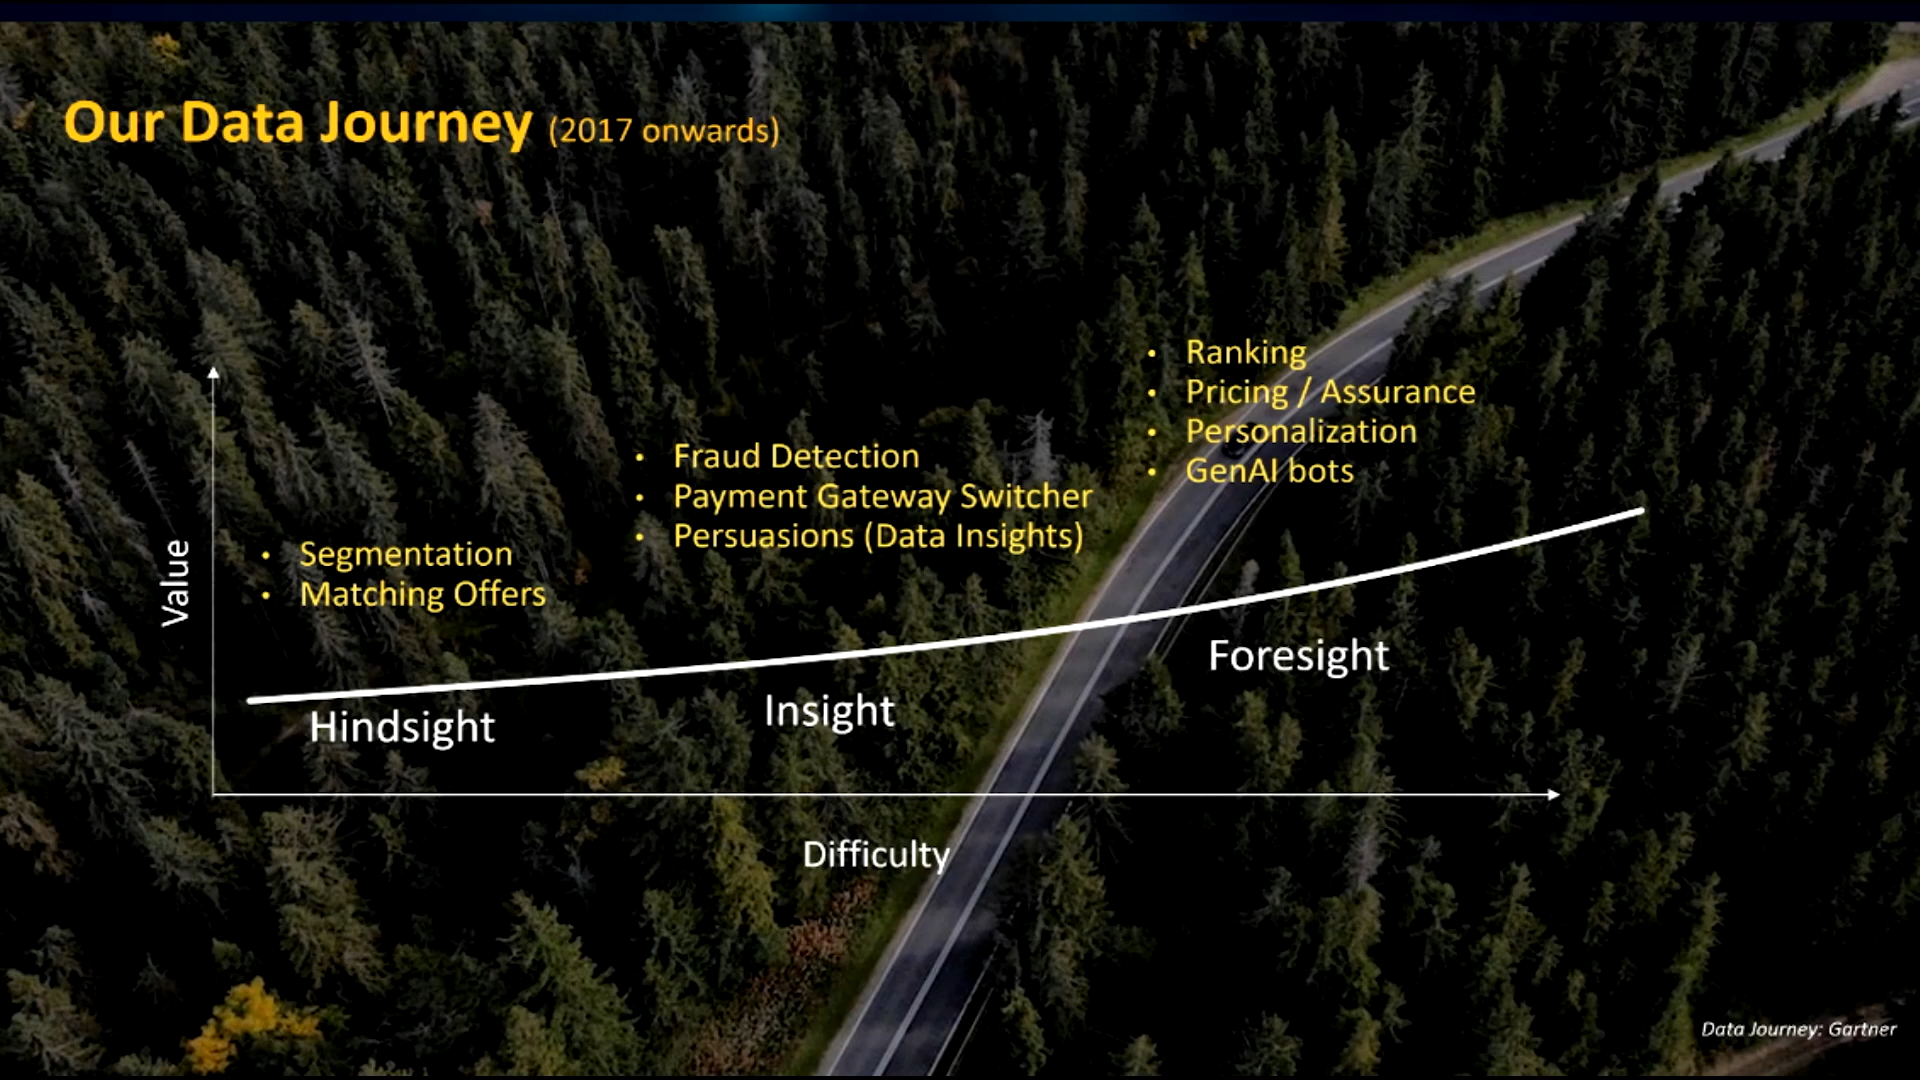 Our Data Journey (2017 onwards)
• Ranking
• Pricing / Assurance
• Personalization
• GenAI bots
• Fraud Detection
• Payment Gateway Switcher
• Persuasions (Data Insights)
• Segmentation
• Matching Offers
Value
Hindsight
Insight
Foresight
Difficulty
Data Journey: Gartner